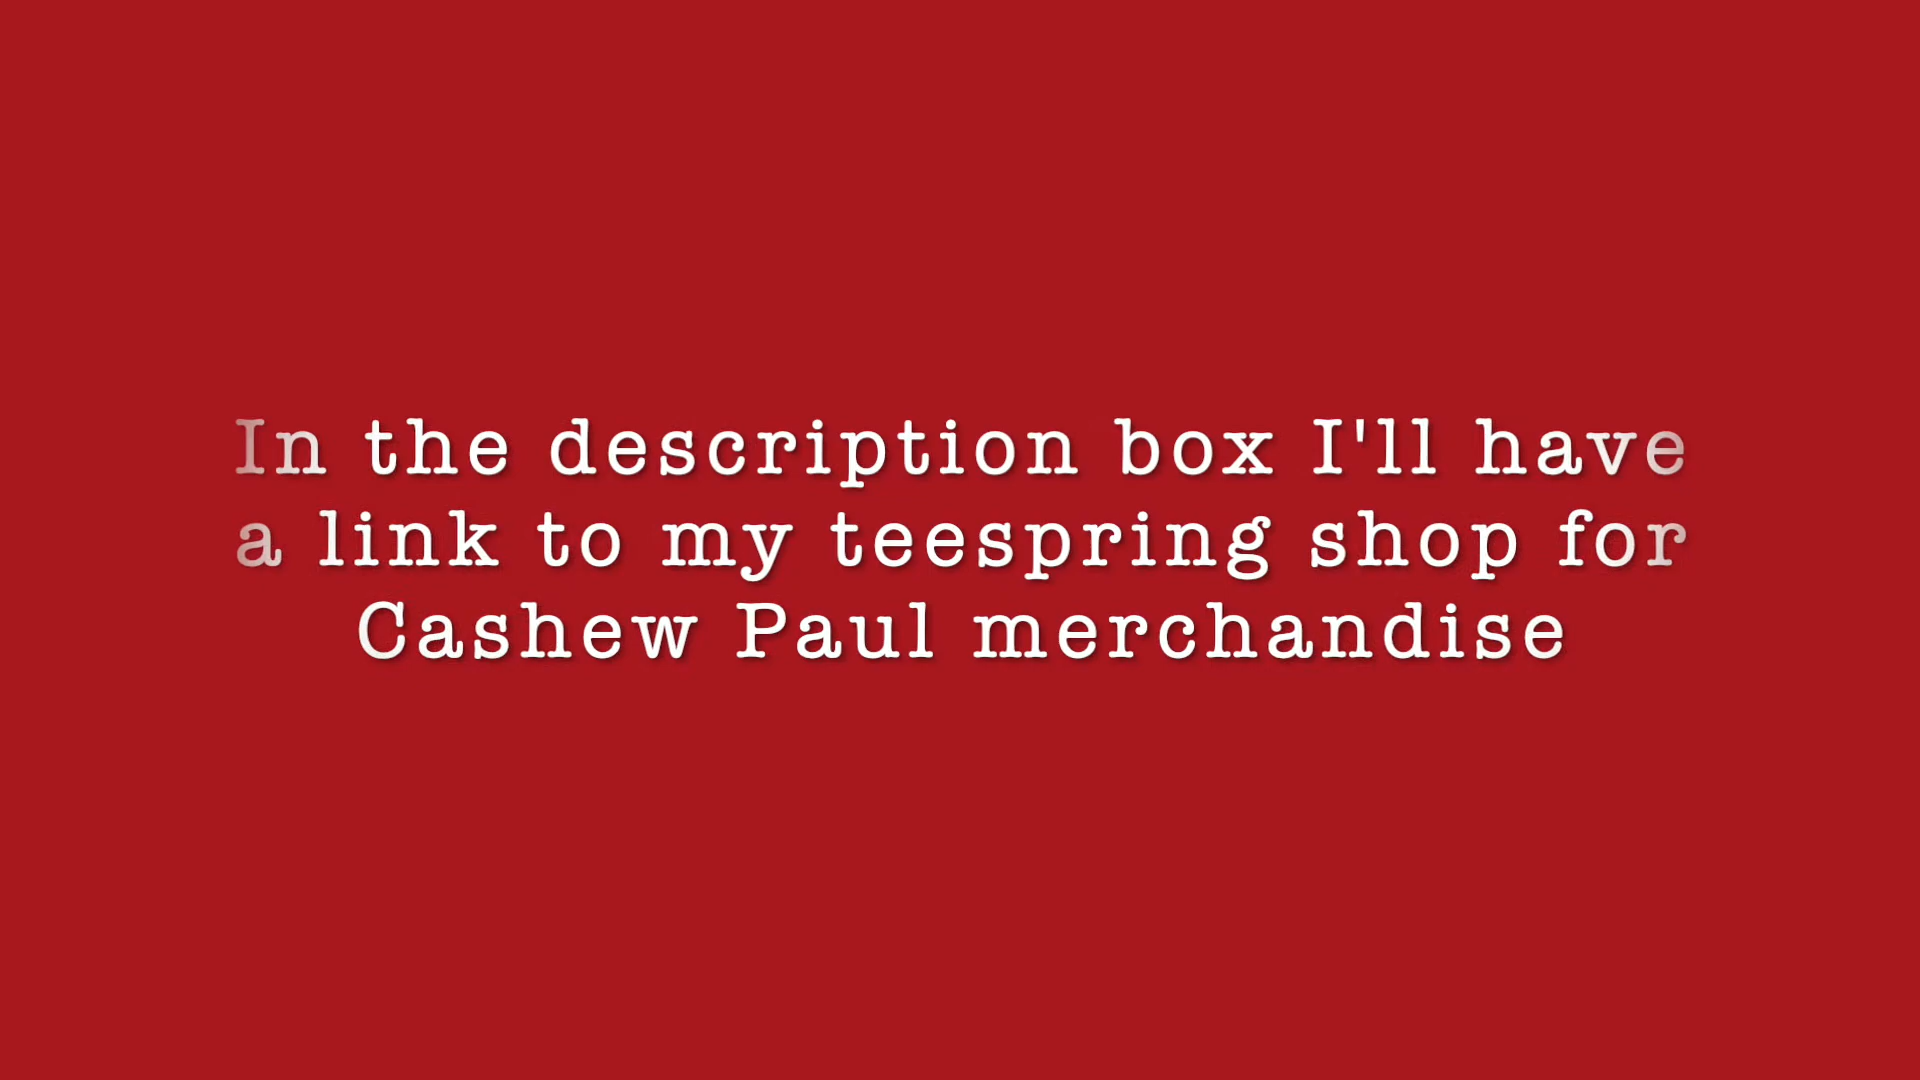 In the description box I'll have
a link to my teespring shop for
Cashew Paul merchandise